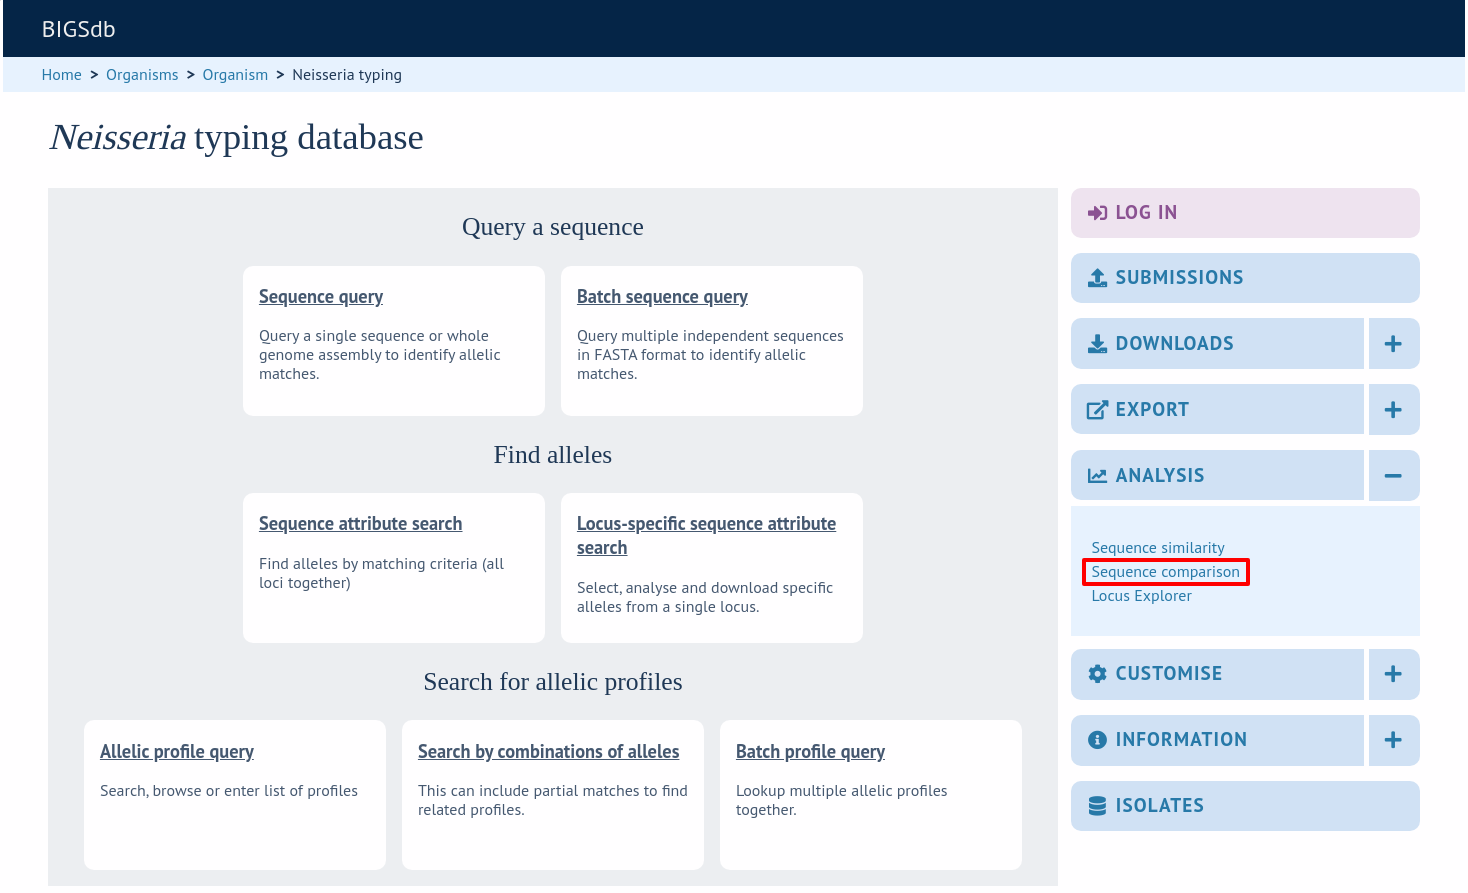 BIGSdb
Home > Organisms > Organism > Neisseria typing
Neisseria typing database
Query a sequence
Sequence query
Query a single sequence or whole
genome assembly to identify allelic
matches.
Batch sequence query
Query multiple independent sequences
in FASTA format to identify allelic
matches.
Find alleles
Sequence attribute search
Find alleles by matching criteria (all
loci together)
Locus-specific sequence attribute
search
Select, analyse and download specific
alleles from a single locus.
Search for allelic profiles
Allelic profile query
Search, browse or enter list of profiles
Search by combinations of alleles
This can include partial matches to find
related profiles.
Batch profile query
Lookup multiple allelic profiles
together.
LOG IN
SUBMISSIONS
DOWNLOADS
EXPORT
ANALYSIS
Sequence similarity
Sequence comparison
Locus Explorer
CUSTOMISE
INFORMATION
ISOLATES